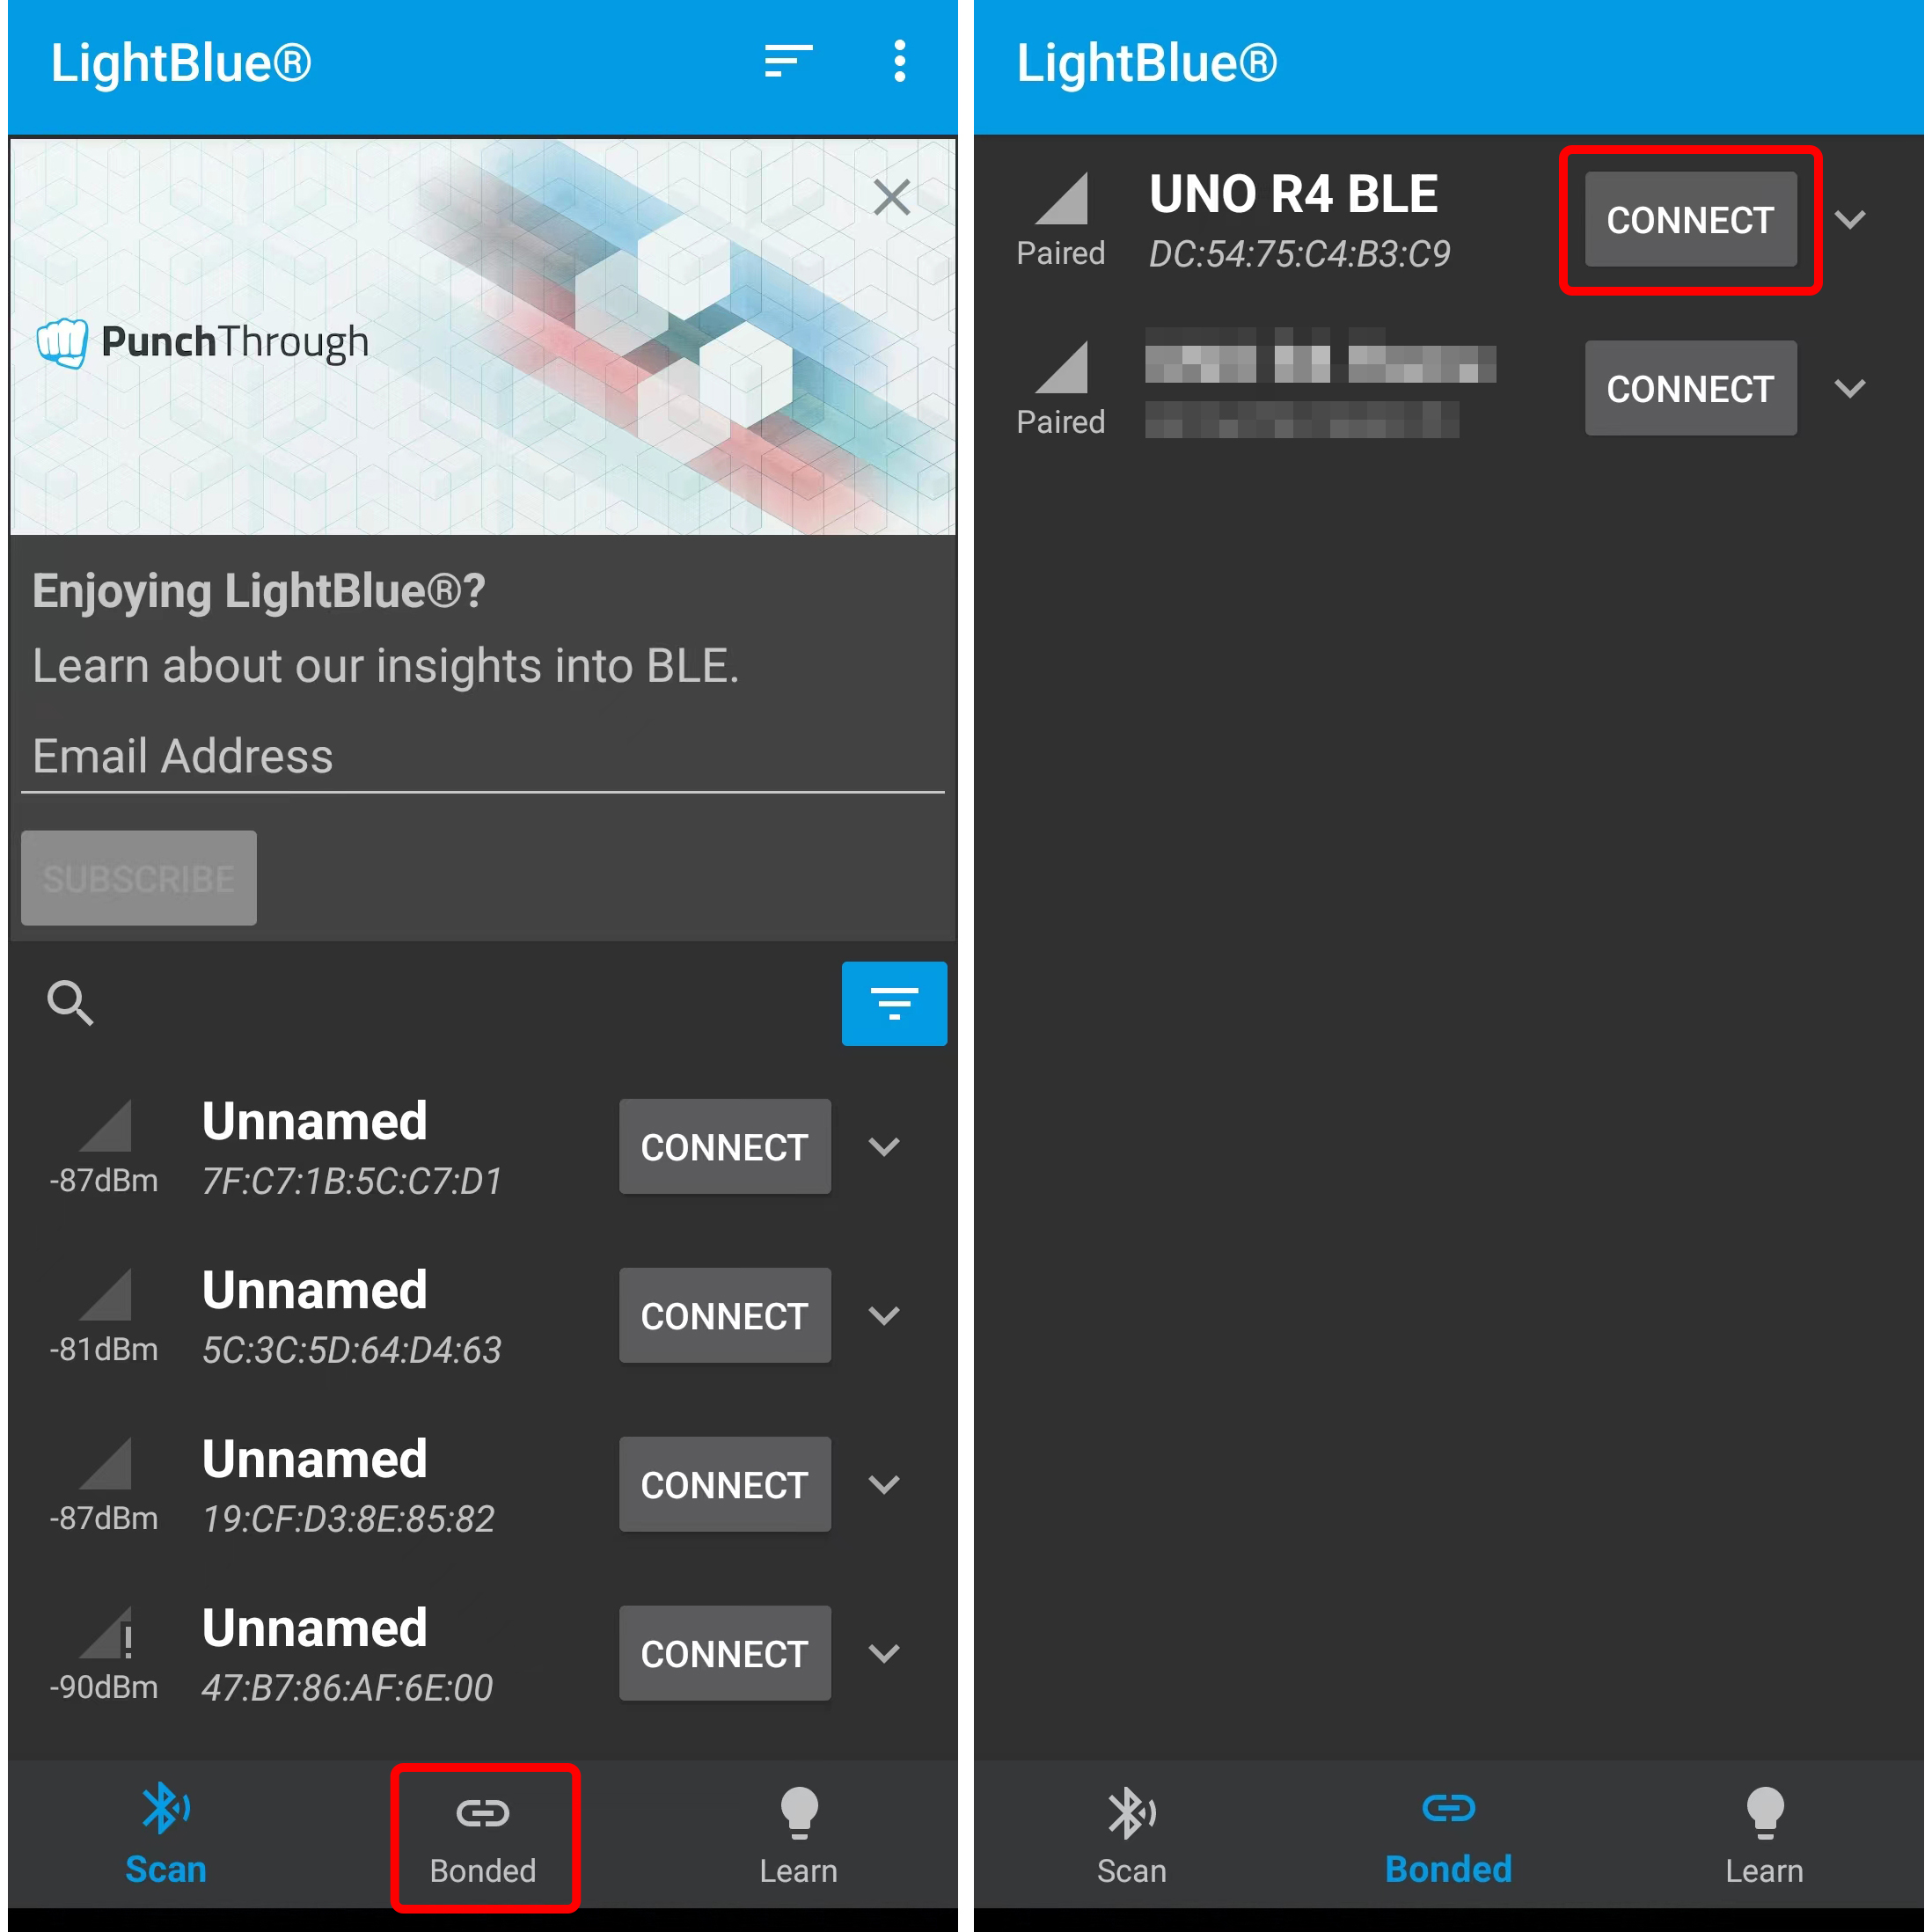 LightBlue®
PunchThrough
Enjoying LightBlue®?
Learn about our insights into BLE.
Email Address
SUBSCRIBE
Unnamed
CONNECT
-87dBm
7F:C7:1B:5C:C7:D1
Unnamed
CONNECT
-81dBm
5C:3C:5D:64:D4:63
Unnamed
CONNECT
-87dBm
19:CF:D3:8E:85:82
Unnamed
CONNECT
-90dBm
47:B7:86:AF:6E:00
Scan
Bonded
Learn
LightBlue®
UNO R4 BLE
CONNECT
Paired
DC:54:75:C4:B3:C9
CONNECT
Paired
Scan
Bonded
Learn